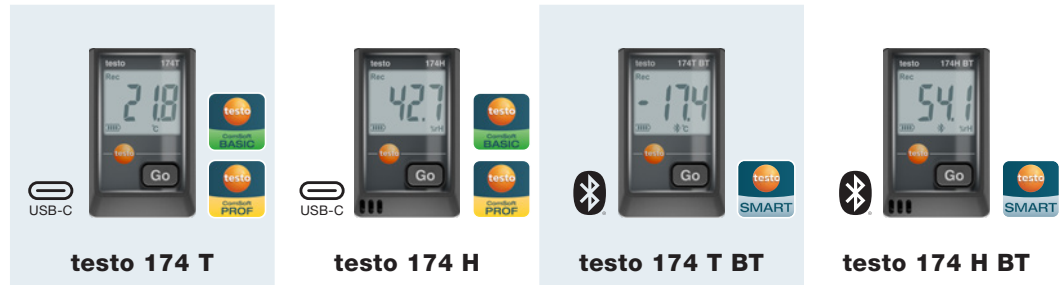 testo 174T
Rec
21.8
°C
testo
Go
USB-C
testo
ComSoft
BASIC
testo
ComSoft
PROF
testo 174 T
testo 174H
Rec
42.7
%rH
testo
Go
USB-C
testo
ComSoft
BASIC
testo
ComSoft
PROF
testo 174 H
testo 174T BT
Rec
-17.4
°C
testo
Go
testo
SMART
testo 174 T BT
testo 174H BT
Rec
54.1
%rH
testo
Go
testo
SMART
testo 174 H BT